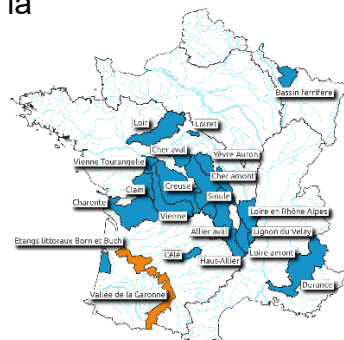 la
Bassin ferrifère
Loir
Loiret
Cher aval
Yèvre Auron
Vienne Tourangelle
Cher amont
Clain
Creuse
Sioule
Charente
Loire en Rhône Alpes
Vienne
Allier aval
Lignon du Velay
Etangs littoraux Born et Buch
Célé
Haut-Allier
Loire amont
Durance
Vallée de la Garonne